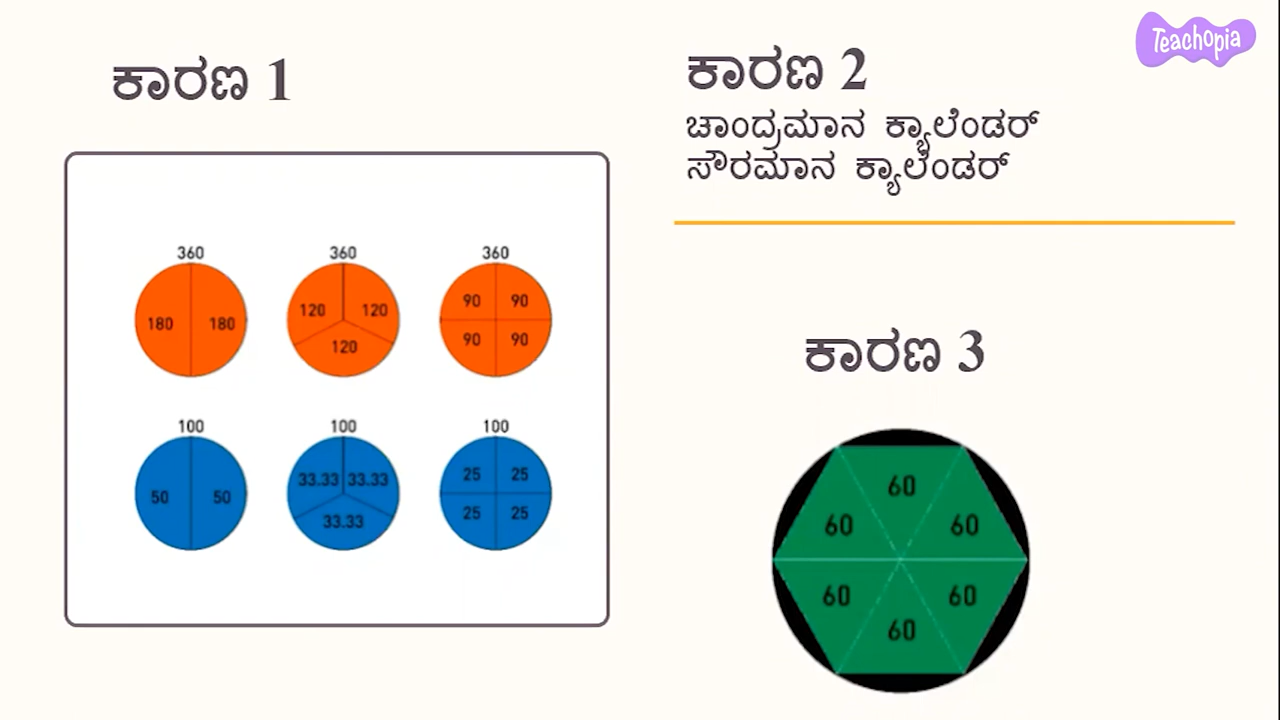 Teachopia
ಕಾರಣ 1
360 360 360
180 180 120 120 90 90
120 90 90
100 100 100
50 50 33.33 33.33 25 25
33.33 25 25
ಕಾರಣ 2
ಚಾಂದ್ರಮಾನ ಕ್ಯಾಲೆಂಡರ್
ಸೌರಮಾನ ಕ್ಯಾಲೆಂಡರ್
ಕಾರಣ 3
60
60 60
60 60
60